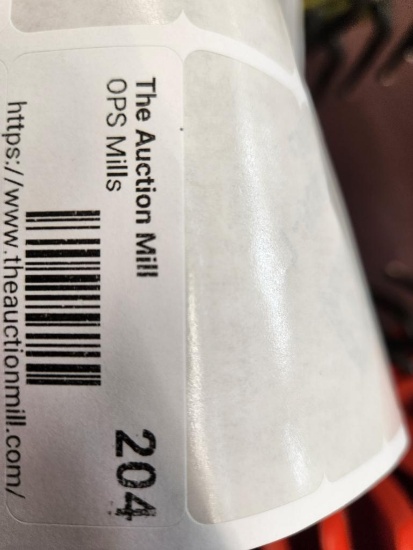 The Auction Mill
OPS Mills
204
https://www.theauctionmill.com/